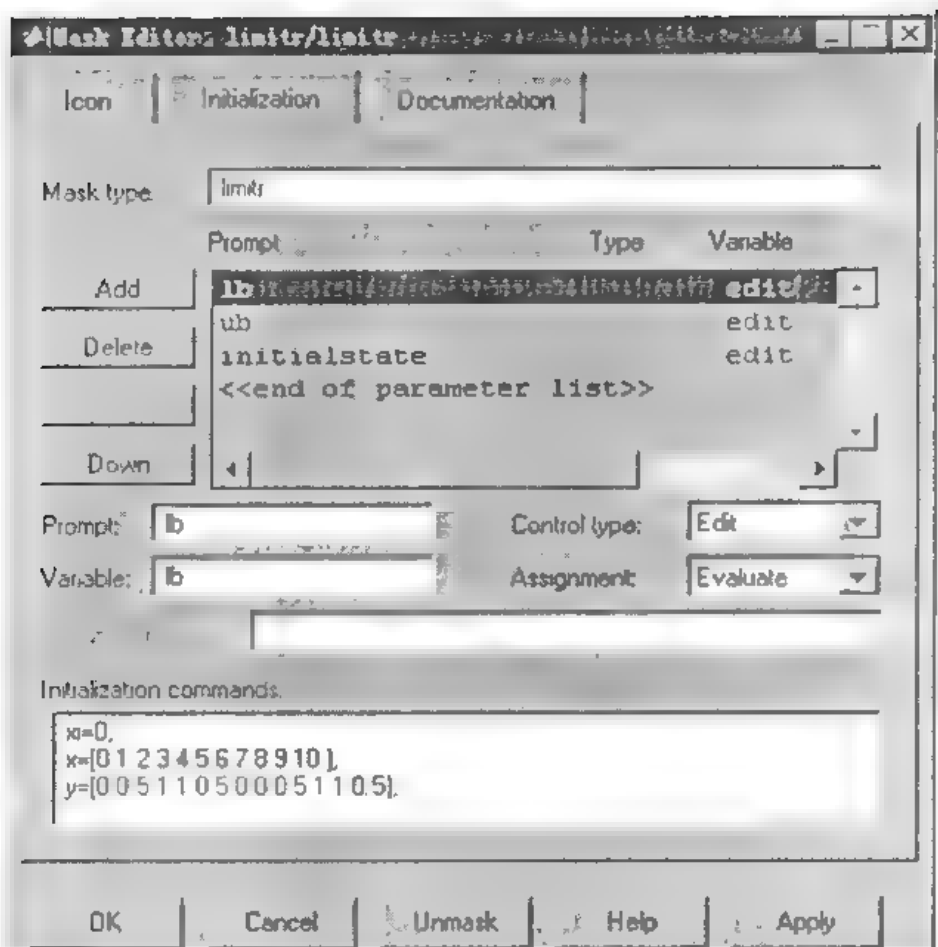 Mask Editor: limitr/limitr
Icon Initialization Documentation
Mask type: limitr
Prompt Type Variable
Add
Delete
Down
lb edit
ub edit
initialstate edit
<<end of parameter list>>
Prompt: lb Control type: Edit
Variable: lb Assignment: Evaluate
Initialization commands:
xi=0,
x=[0 1 2 3 4 5 6 7 8 9 10 ],
y=[0 0 5 1 1 0 5 0 0 0 5 1 1 0.5],
OK Cancel Unmask Help Apply